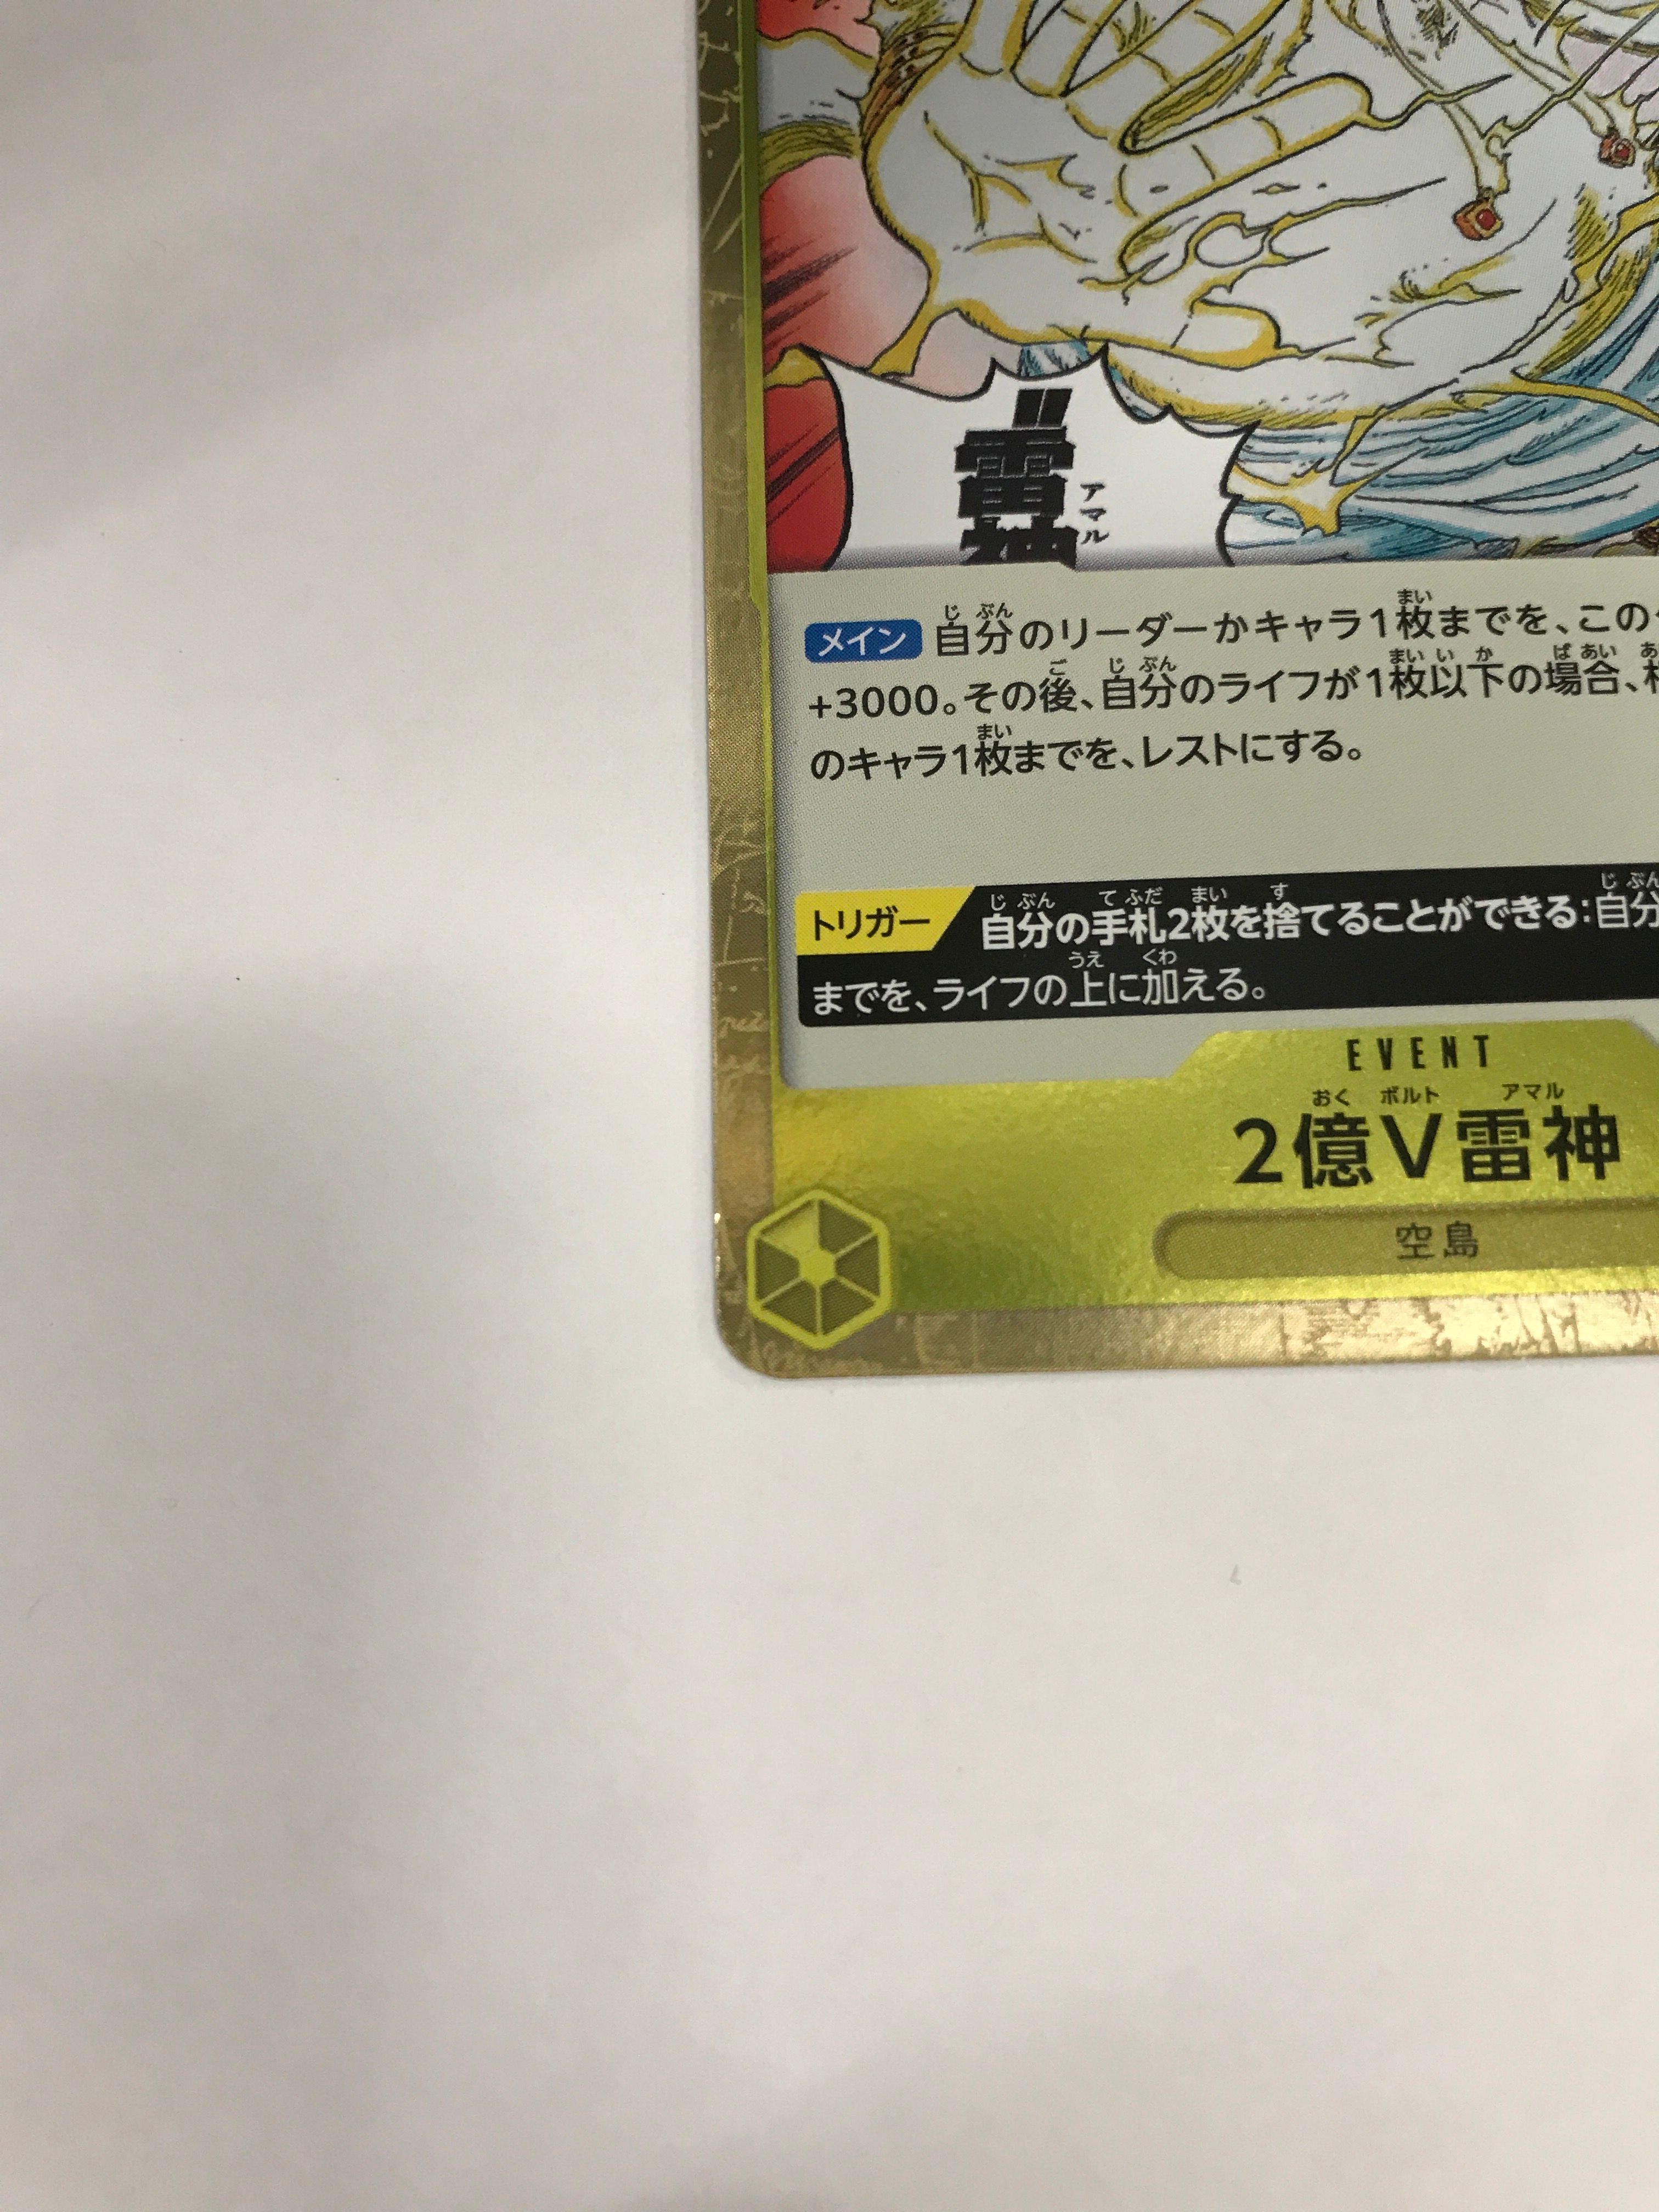 "雷神
アマル
メイン 自分のリーダーかキャラ1枚までを、この
+3000。その後、自分のライフが1枚以下の場合、
のキャラ1枚までを、レストにする。
トリガー 自分の手札2枚を捨てることができる：自分
までを、ライフの上に加える。
EVENT
2億V雷神
空島